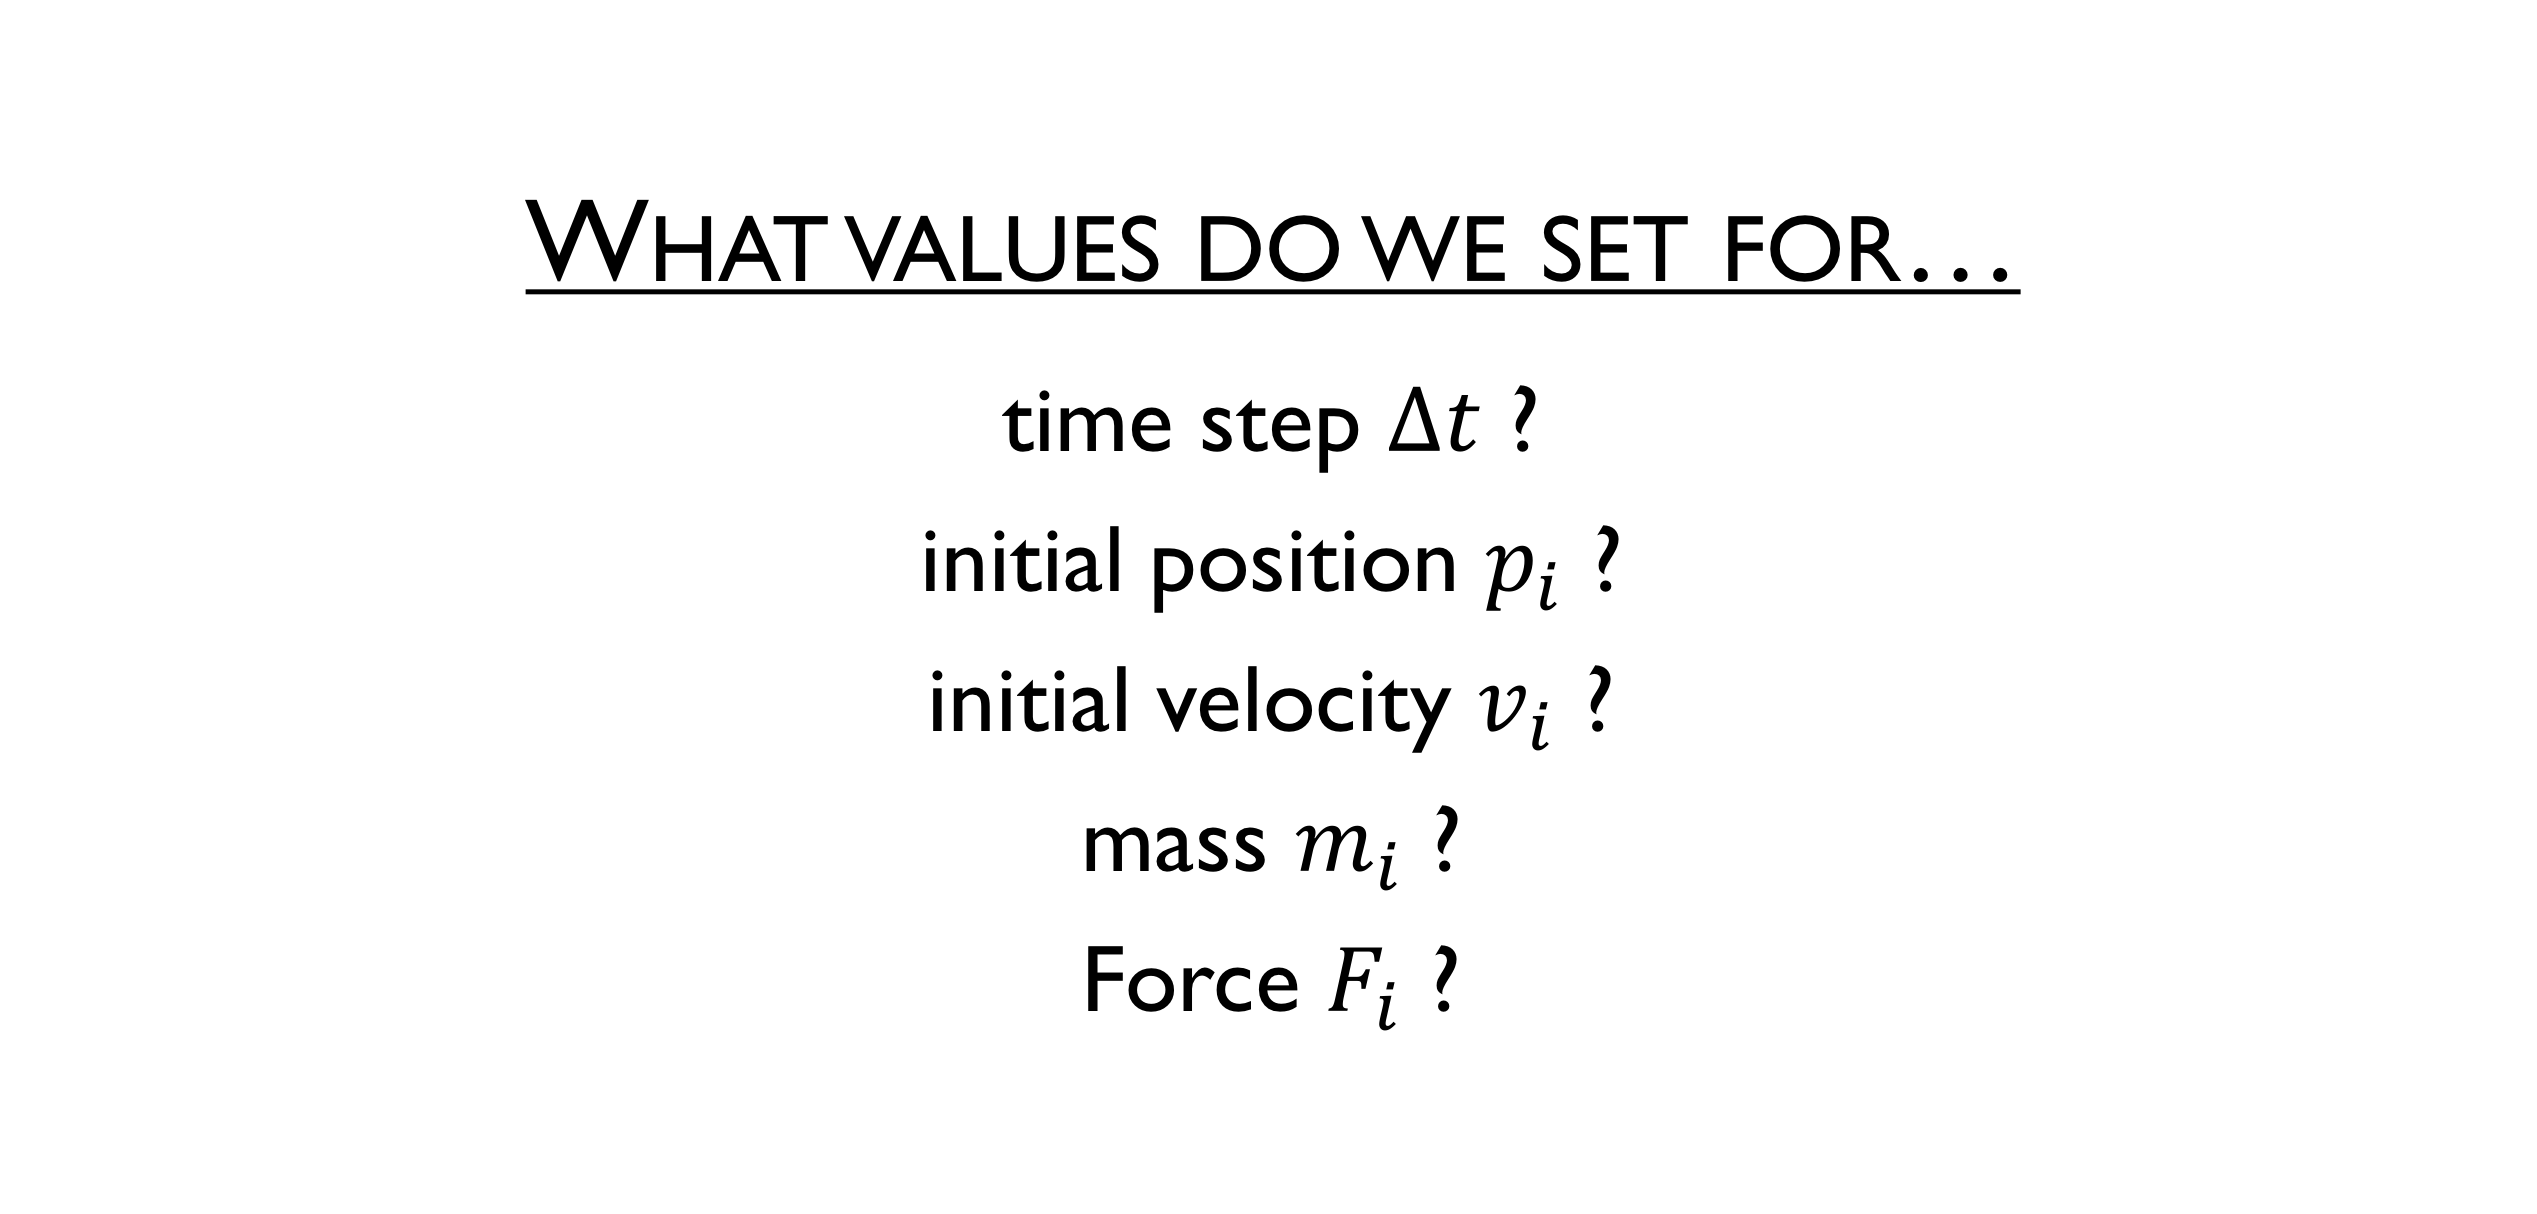 WHAT VALUES DO WE SET FOR…
time step Δt ?
initial position pᵢ ?
initial velocity vᵢ ?
mass mᵢ ?
Force Fᵢ ?